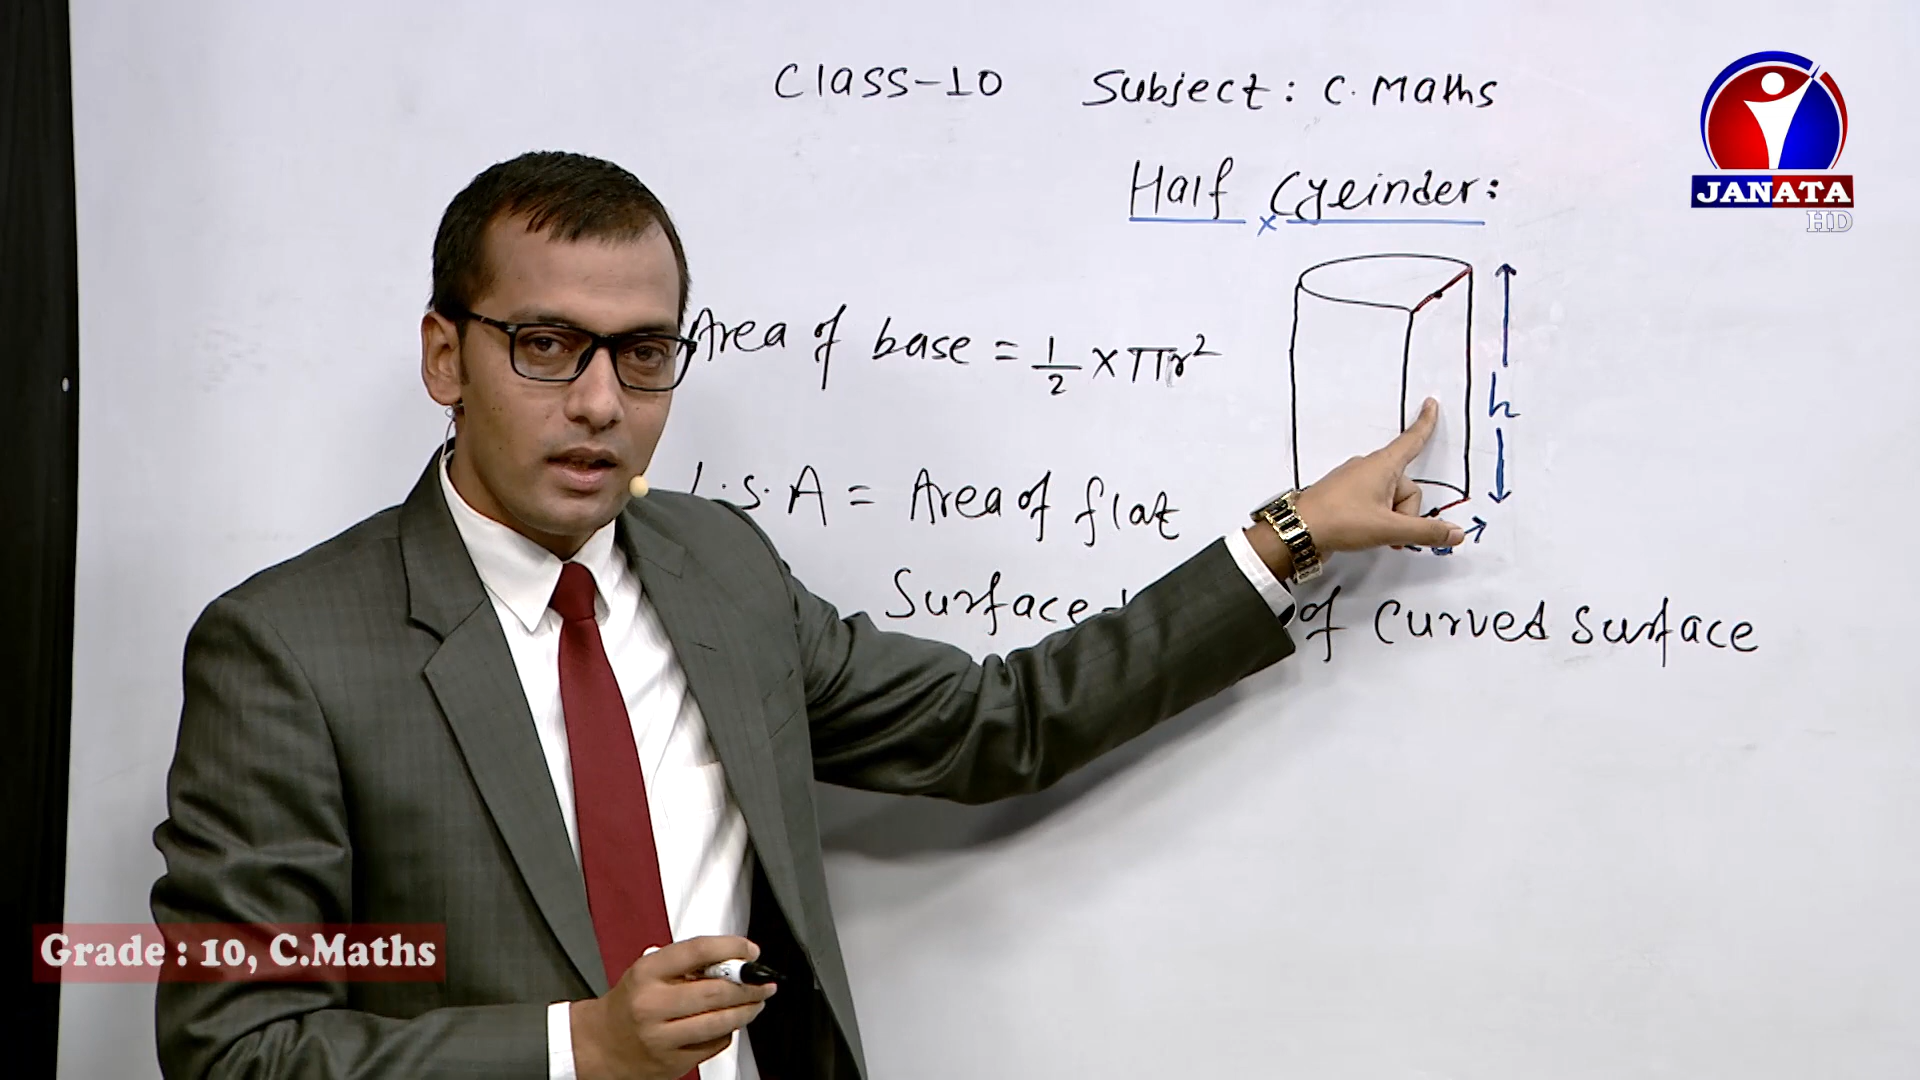 Class-10 Subject: C. Maths
JANATA
HD
Half Cyeinder:
Area of base = 1/2 × πr²
h
L.S.A = Area of flat
Surface + of curved surface
Grade : 10, C.Maths